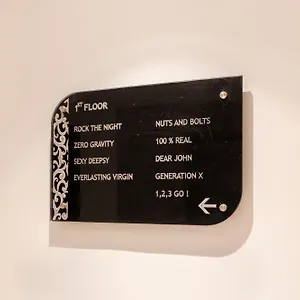 1ST FLOOR
ROCK THE NIGHT NUTS AND BOLTS
ZERO GRAVITY 100 % REAL
SEXY DEEPSY DEAR JOHN
EVERLASTING VIRGIN GENERATION X
1,2,3 GO !